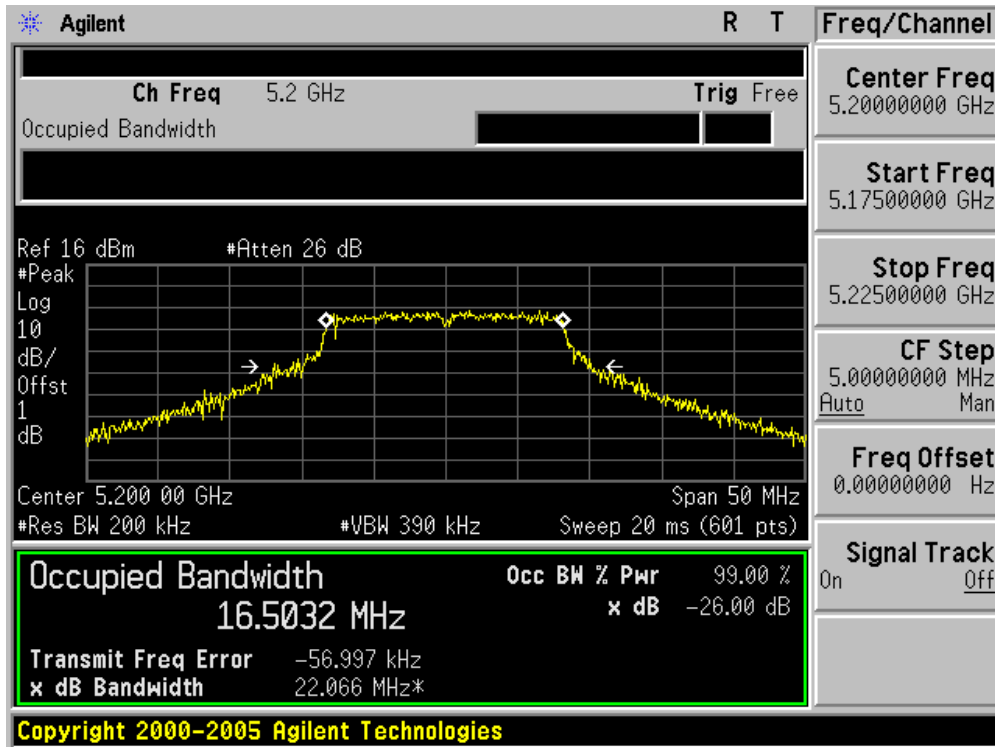 Agilent R T
Ch Freq 5.2 GHz Trig Free
Occupied Bandwidth
Ref 16 dBm #Atten 26 dB
#Peak
Log
10
dB/
Offst
1
dB
Center 5.200 00 GHz Span 50 MHz
#Res BW 200 kHz #VBW 390 kHz Sweep 20 ms (601 pts)
Occupied Bandwidth Occ BW % Pwr 99.00 %
16.5032 MHz x dB -26.00 dB
Transmit Freq Error -56.997 kHz
x dB Bandwidth 22.066 MHz*
Copyright 2000-2005 Agilent Technologies
Freq/Channel
Center Freq
5.20000000 GHz
Start Freq
5.17500000 GHz
Stop Freq
5.22500000 GHz
CF Step
5.00000000 MHz
Auto Man
Freq Offset
0.00000000 Hz
Signal Track
On Off